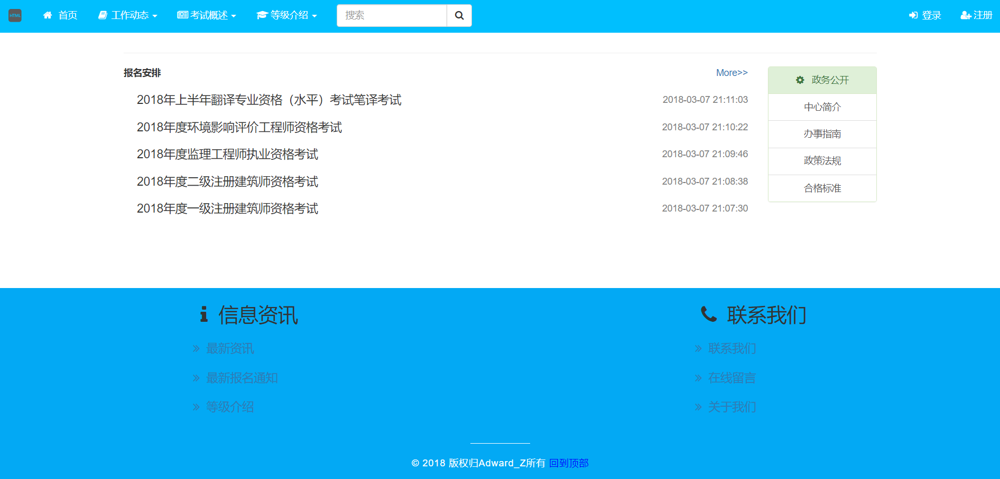 HTML 首页 工作动态 考试概述 等级介绍 搜索 登录 注册
报名安排 More>>
2018年上半年翻译专业资格（水平）考试笔译考试 2018-03-07 21:11:03
2018年度环境影响评价工程师资格考试 2018-03-07 21:10:22
2018年度监理工程师执业资格考试 2018-03-07 21:09:46
2018年度二级注册建筑师资格考试 2018-03-07 21:08:38
2018年度一级注册建筑师资格考试 2018-03-07 21:07:30
政务公开
中心简介
办事指南
政策法规
合格标准
信息资讯
» 最新资讯
» 最新报名通知
» 等级介绍
联系我们
» 联系我们
» 在线留言
» 关于我们
© 2018 版权归Adward_Z所有 回到顶部